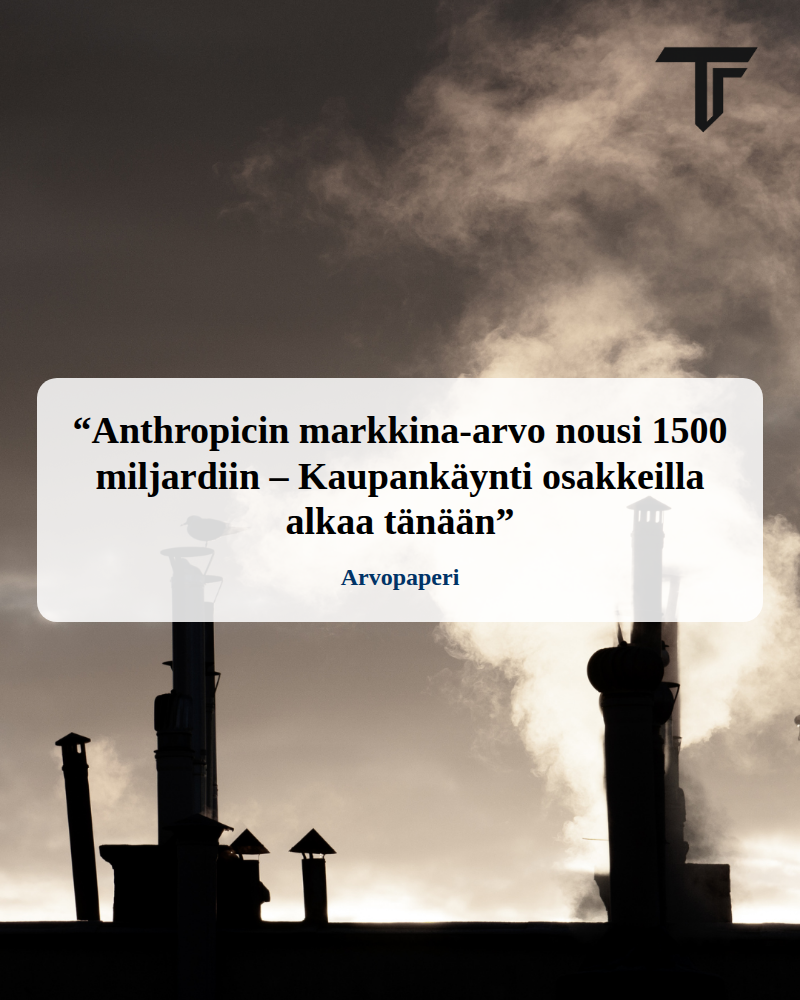 “Anthropicin markkina-arvo nousi 1500
miljardiin – Kaupankäynti osakkeilla
alkaa tänään”
Arvopaperi